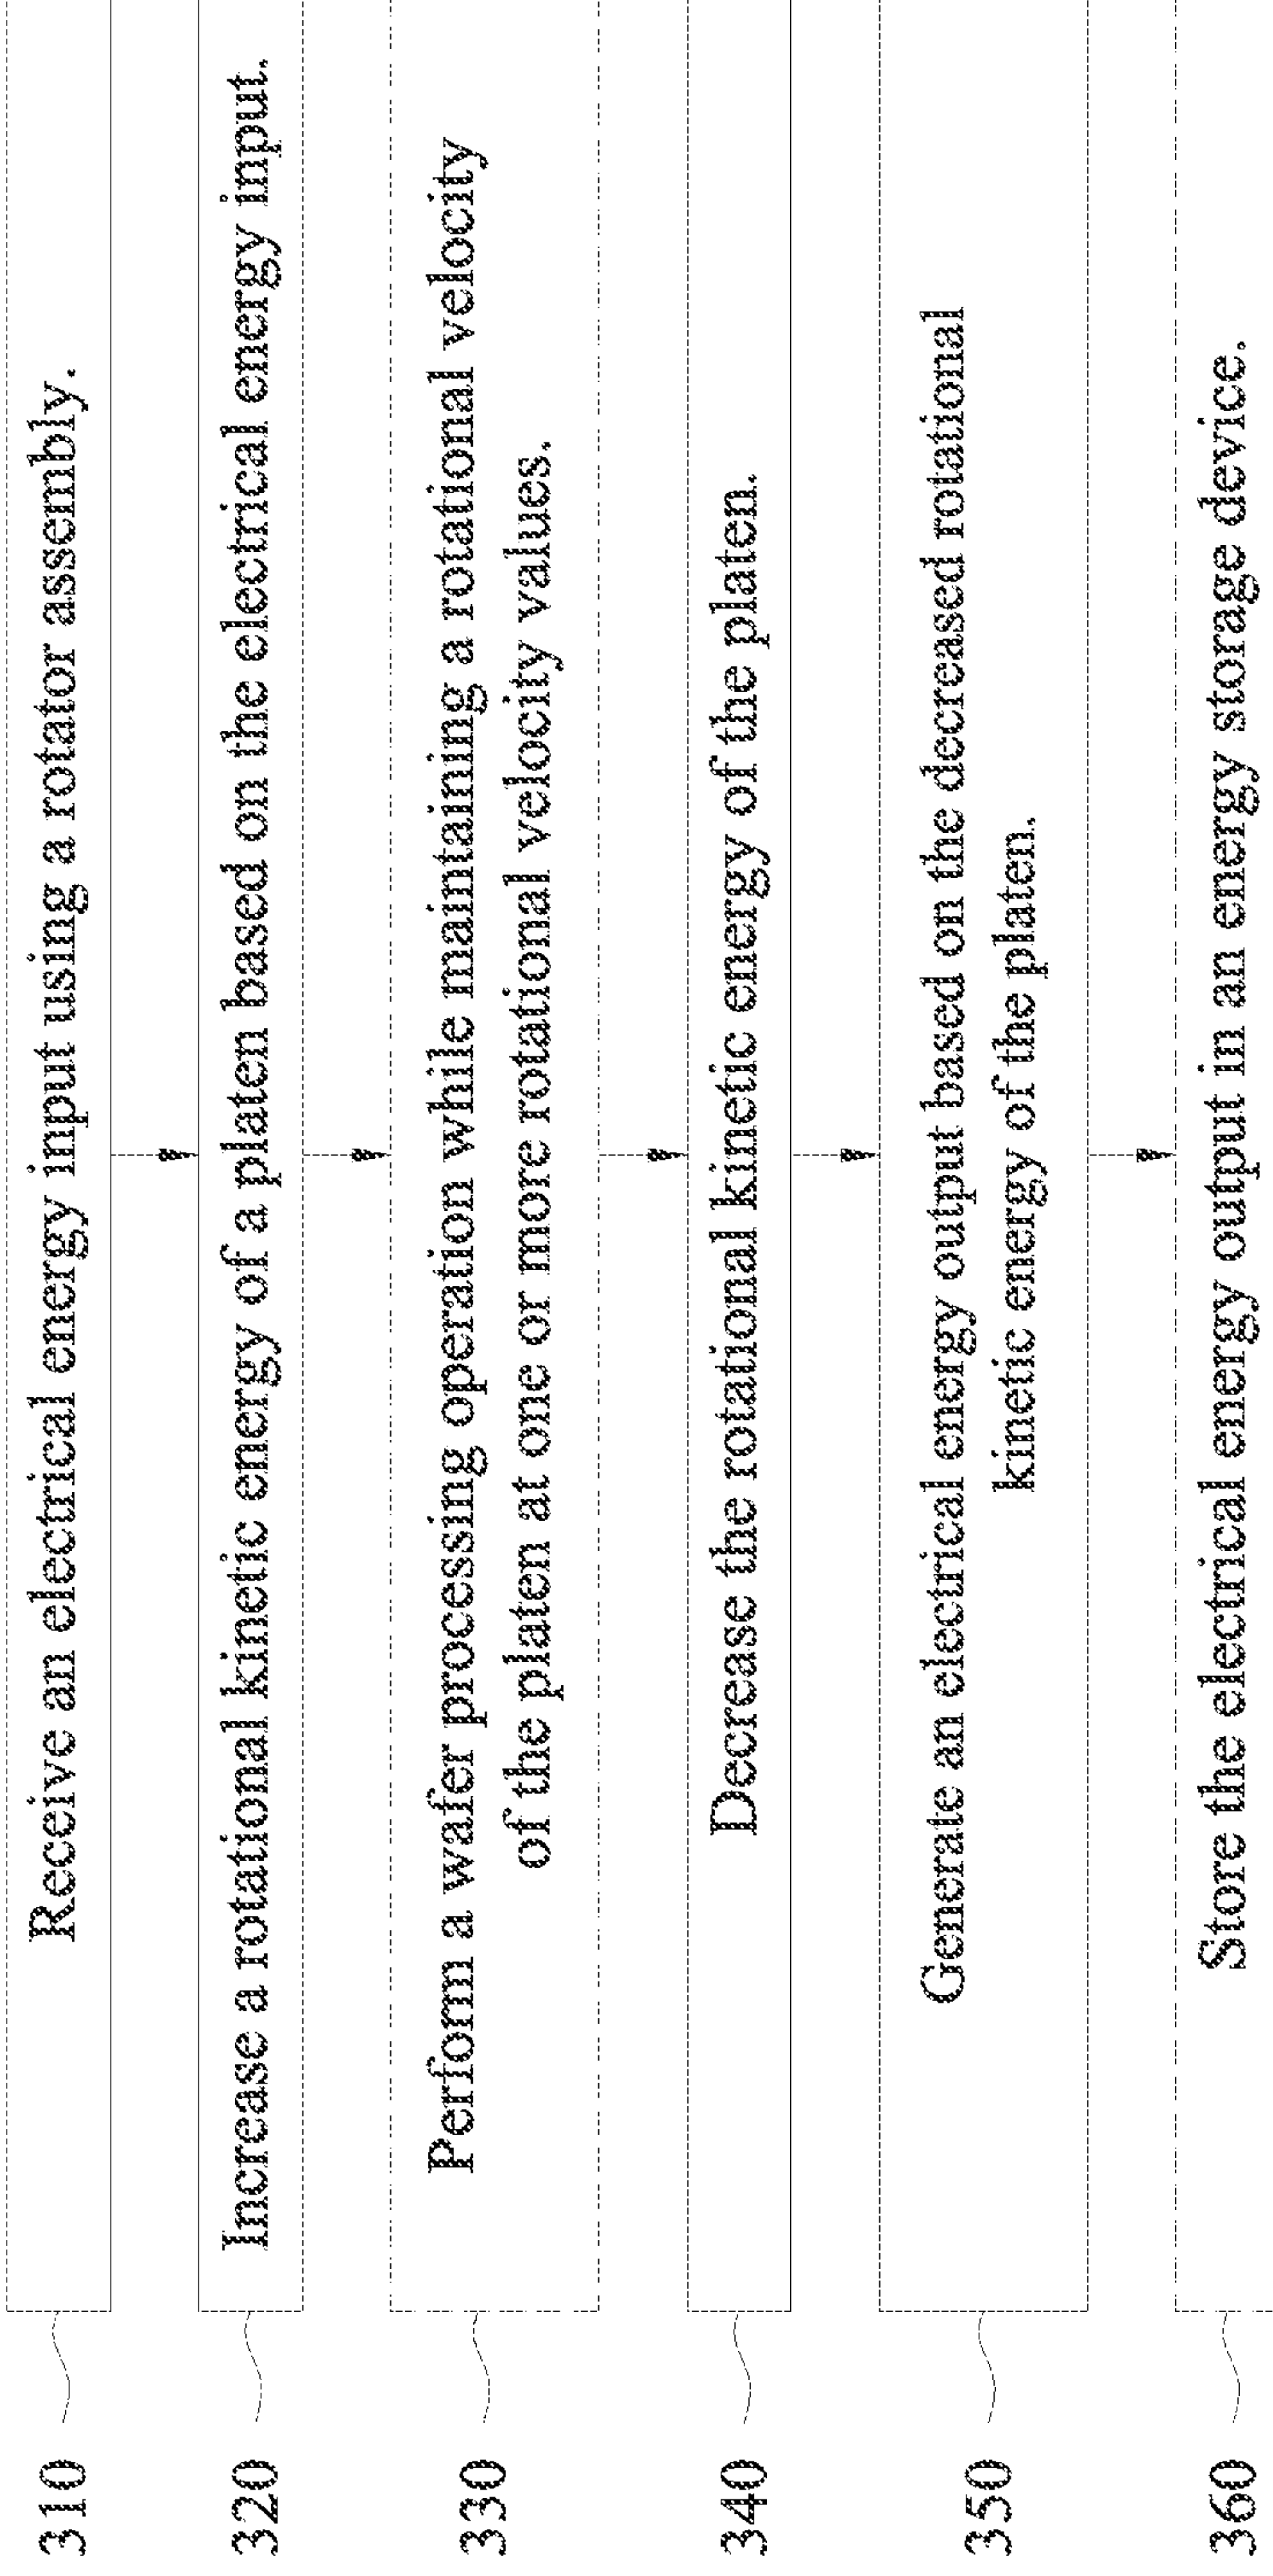 310 Receive an electrical energy input using a rotator assembly.
320 Increase a rotational kinetic energy of a platen based on the electrical energy input.
330 Perform a wafer processing operation while maintaining a rotational velocity
of the platen at one or more rotational velocity values.
340 Decrease the rotational kinetic energy of the platen.
350 Generate an electrical energy output based on the decreased rotational
kinetic energy of the platen.
360 Store the electrical energy output in an energy storage device.